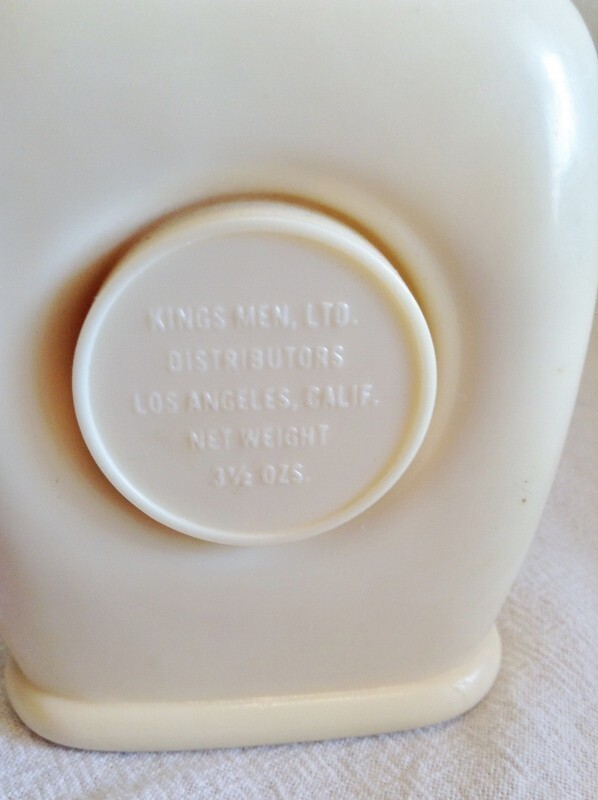 KINGS MEN, LTD.
DISTRIBUTORS
LOS ANGELES, CALIF.
NET WEIGHT
3½ OZS.